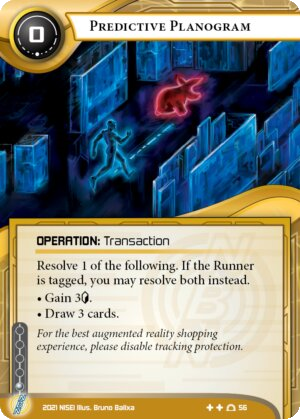 0
PREDICTIVE PLANOGRAM
OPERATION: Transaction
Resolve 1 of the following. If the Runner
is tagged, you may resolve both instead.
• Gain 3.
• Draw 3 cards.
For the best augmented reality shopping
experience, please disable tracking protection.
2021 NISEI Illus. Bruno Balixa
56